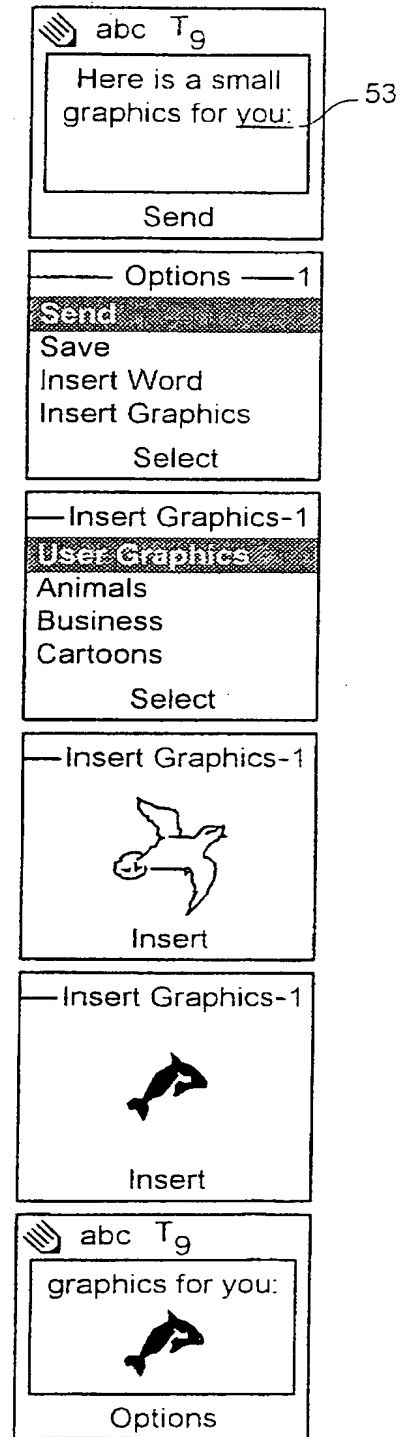 abc T9
Here is a small
graphics for you:
53
Send
Options 1
Send
Save
Insert Word
Insert Graphics
Select
Insert Graphics-1
User Graphics
Animals
Business
Cartoons
Select
Insert Graphics-1
Insert
Insert Graphics-1
Insert
abc T9
graphics for you:
Options